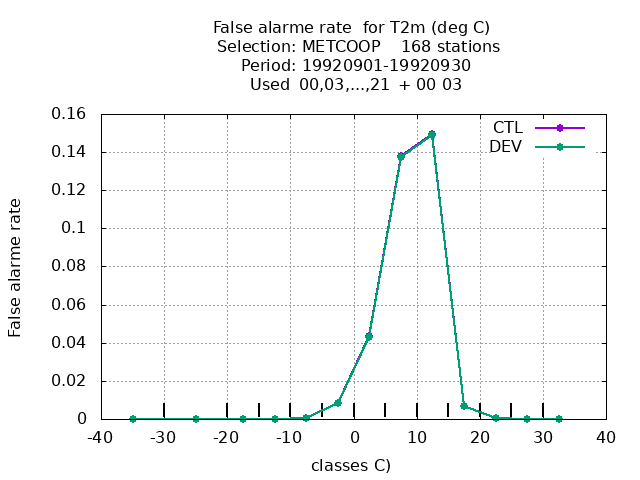 False alarme rate  for T2m (deg C)
Selection: METCOOP    168 stations
Period: 19920901-19920930
Used  00,03,...,21  + 00 03
CTL
DEV
False alarme rate
0.16
0.14
0.12
0.1
0.08
0.06
0.04
0.02
0
-40 -30 -20 -10 0 10 20 30 40
classes C)